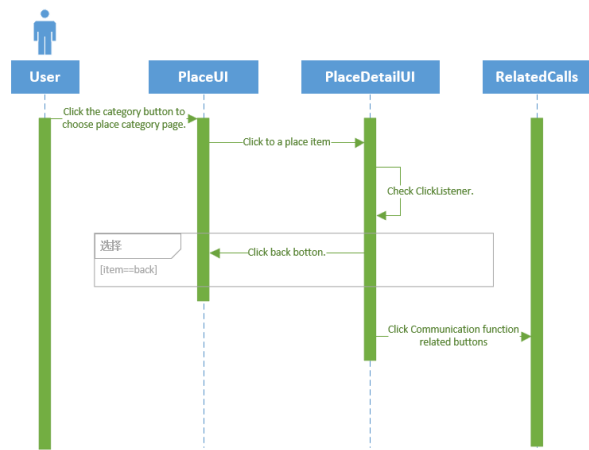 User
PlaceUI
PlaceDetailUI
RelatedCalls
Click the category button to
choose place category page.
Click to a place item
Check ClickListener.
选择
Click back botton.
[item==back]
Click Communication function
related buttons